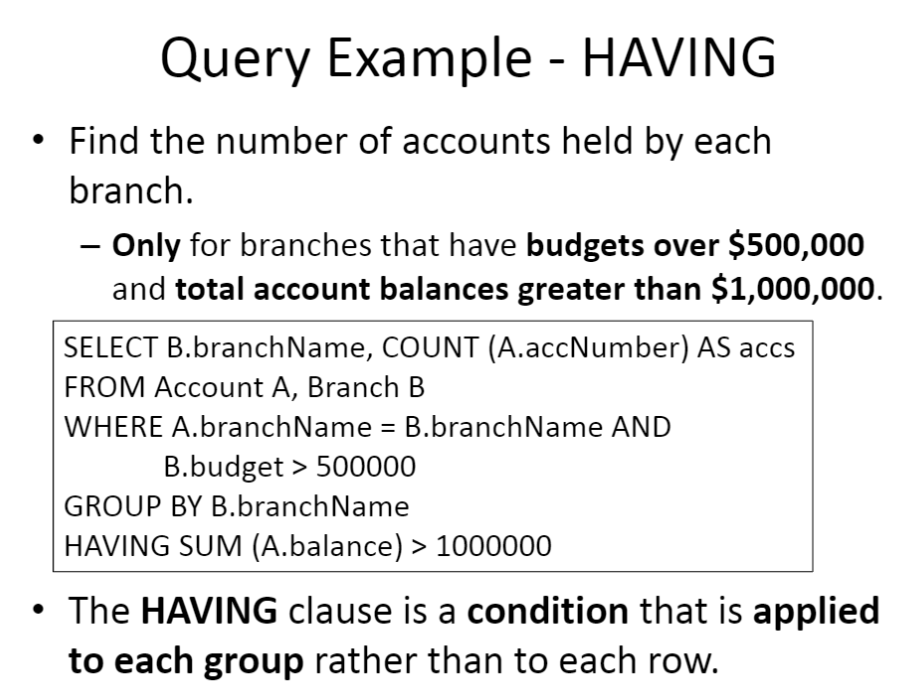 Query Example - HAVING
• Find the number of accounts held by each
branch.
– Only for branches that have budgets over $500,000
and total account balances greater than $1,000,000.
SELECT B.branchName, COUNT (A.accNumber) AS accs
FROM Account A, Branch B
WHERE A.branchName = B.branchName AND
B.budget > 500000
GROUP BY B.branchName
HAVING SUM (A.balance) > 1000000
• The HAVING clause is a condition that is applied
to each group rather than to each row.